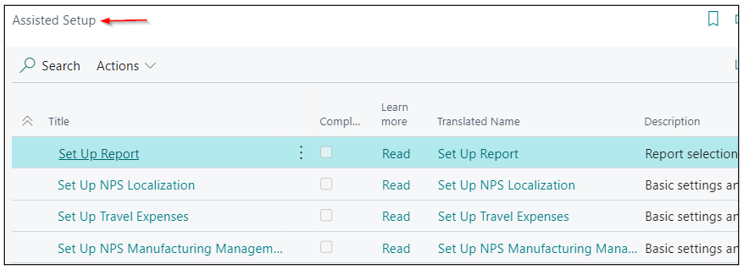 Assisted Setup
Search Actions
Title Compl... Learn more Translated Name Description
Set Up Report Read Set Up Report Report selection
Set Up NPS Localization Read Set Up NPS Localization Basic settings an
Set Up Travel Expenses Read Set Up Travel Expenses Basic settings an
Set Up NPS Manufacturing Managem... Read Set Up NPS Manufacturing Mana... Basic settings an